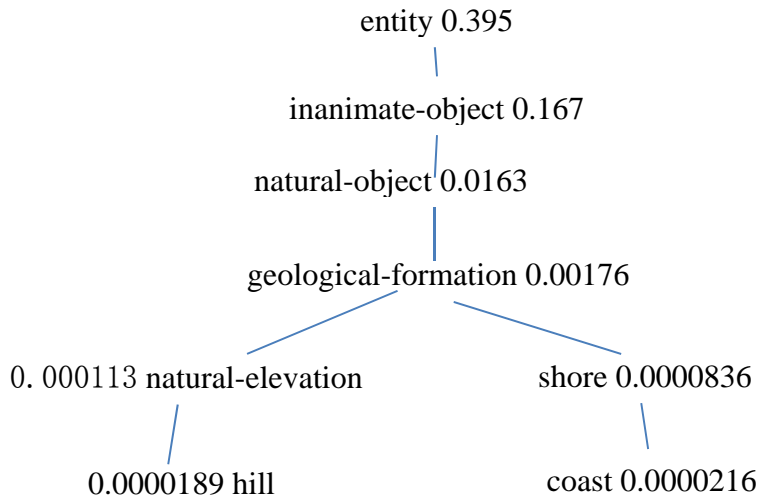 entity 0.395
inanimate-object 0.167
natural-object 0.0163
geological-formation 0.00176
0.000113 natural-elevation
shore 0.0000836
0.0000189 hill
coast 0.0000216